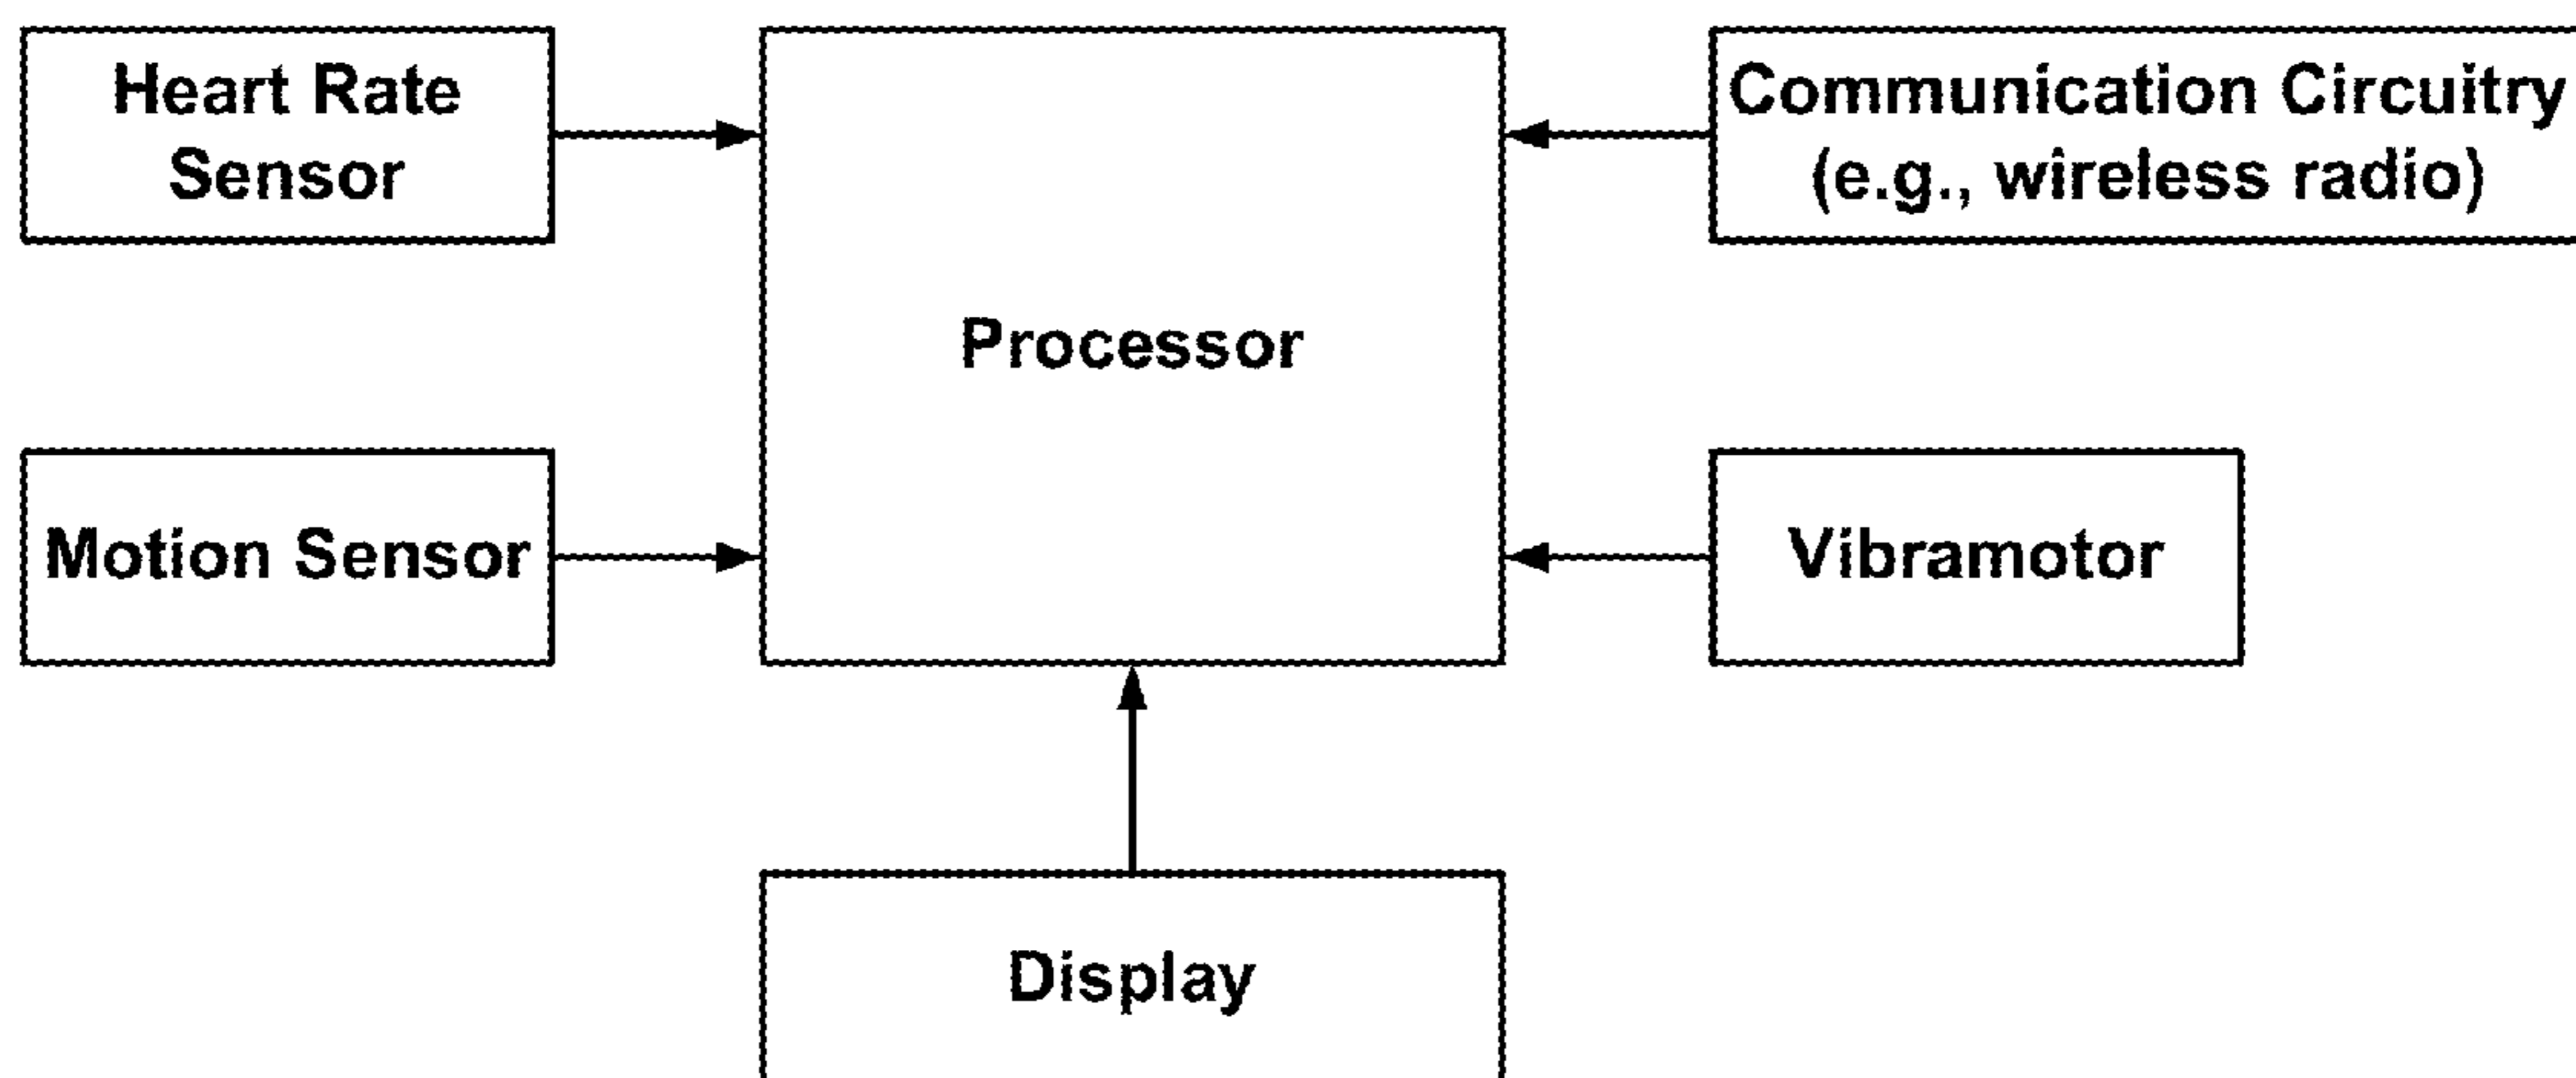 Heart Rate
Sensor
Processor
Communication Circuitry
(e.g., wireless radio)
Motion Sensor
Vibramotor
Display